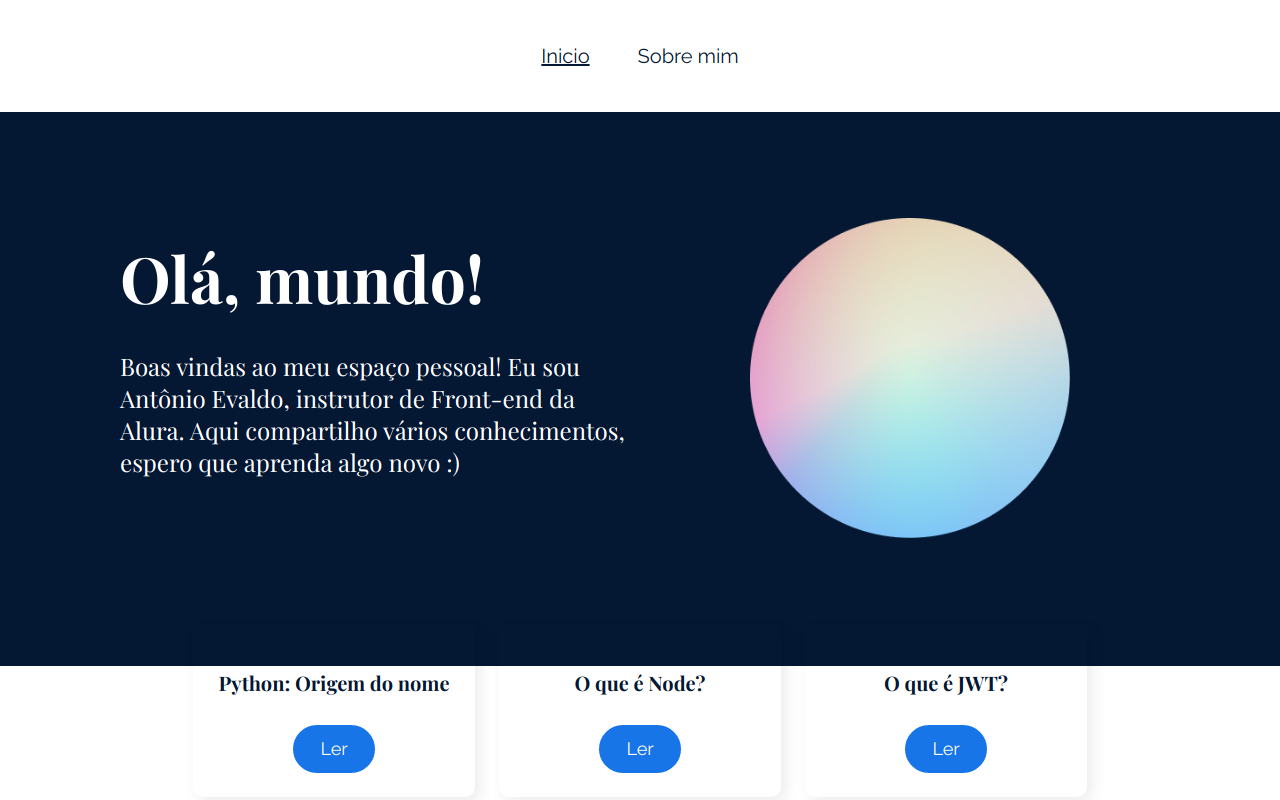 Inicio Sobre mim
Olá, mundo!
Boas vindas ao meu espaço pessoal! Eu sou
Antônio Evaldo, instrutor de Front-end da
Alura. Aqui compartilho vários conhecimentos,
espero que aprenda algo novo :)
Python: Origem do nome
O que é Node?
O que é JWT?
Ler
Ler
Ler